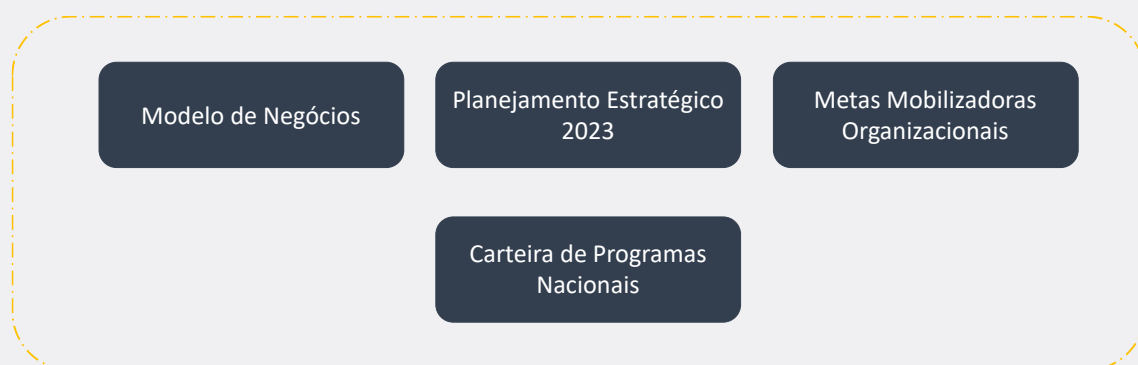 Modelo de Negócios
Planejamento Estratégico
2023
Metas Mobilizadoras
Organizacionais
Carteira de Programas
Nacionais